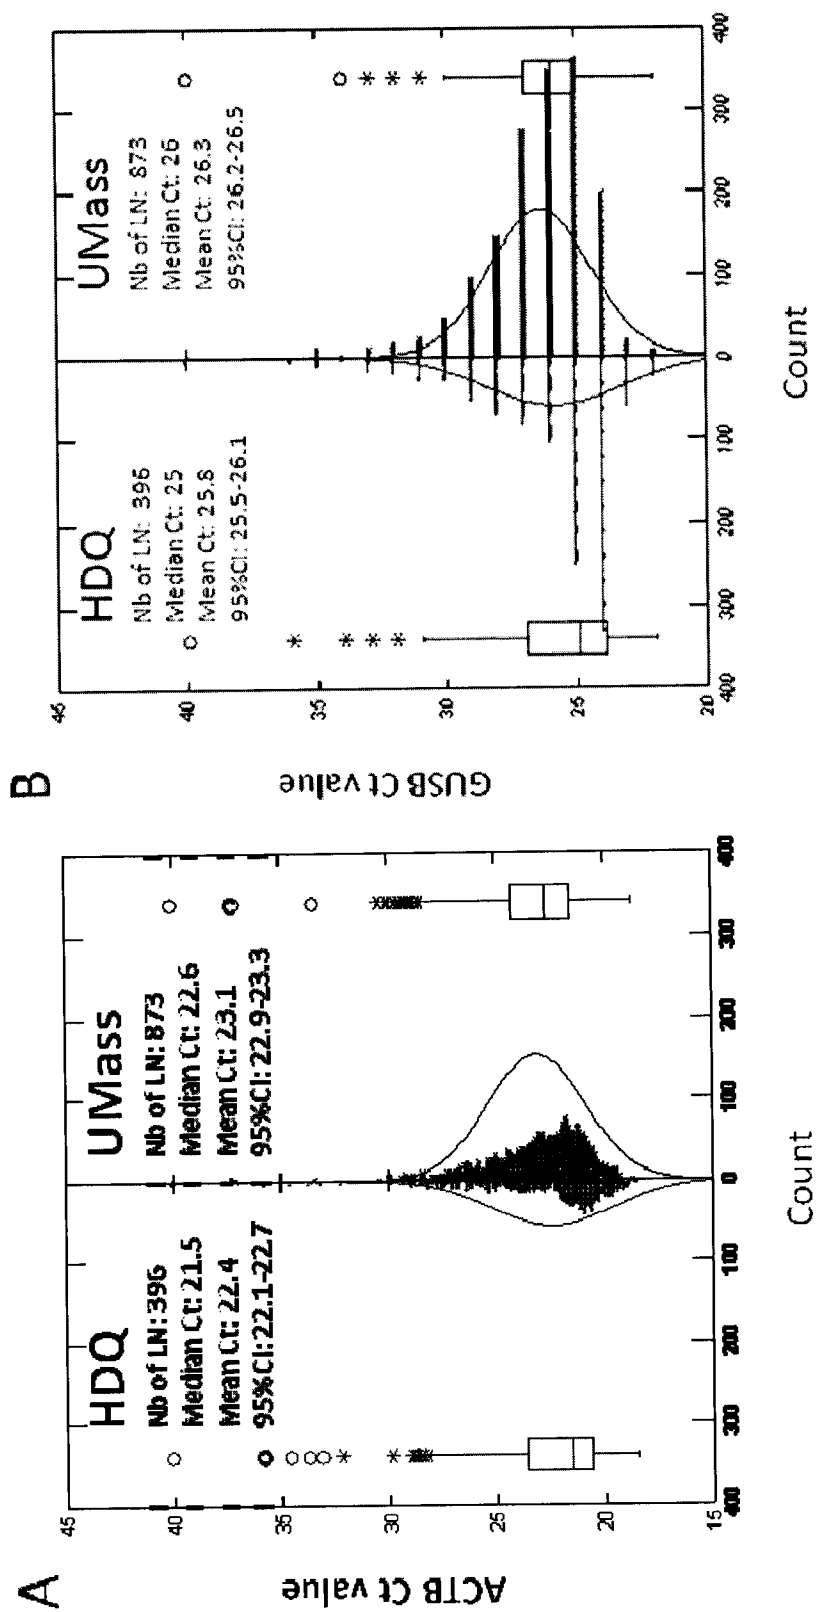 A
HDQ
Nb of LN: 396
Median Ct: 21.5
Mean Ct: 22.4
95%CI: 22.1-22.7
UMass
Nb of LN: 873
Median Ct: 22.6
Mean Ct: 23.1
95%CI: 22.9-23.3
ACTB Ct value
45
40
35
30
25
20
15
400
300
200
100
0
100
200
300
400
Count
B
HDQ
Nb of LN: 396
Median Ct: 25
Mean Ct: 25.8
95%CI: 25.5-26.1
UMass
Nb of LN: 873
Median Ct: 26
Mean Ct: 26.3
95%CI: 26.2-26.5
GUSB Ct value
45
40
35
30
25
20
400
300
200
100
0
100
200
300
400
Count